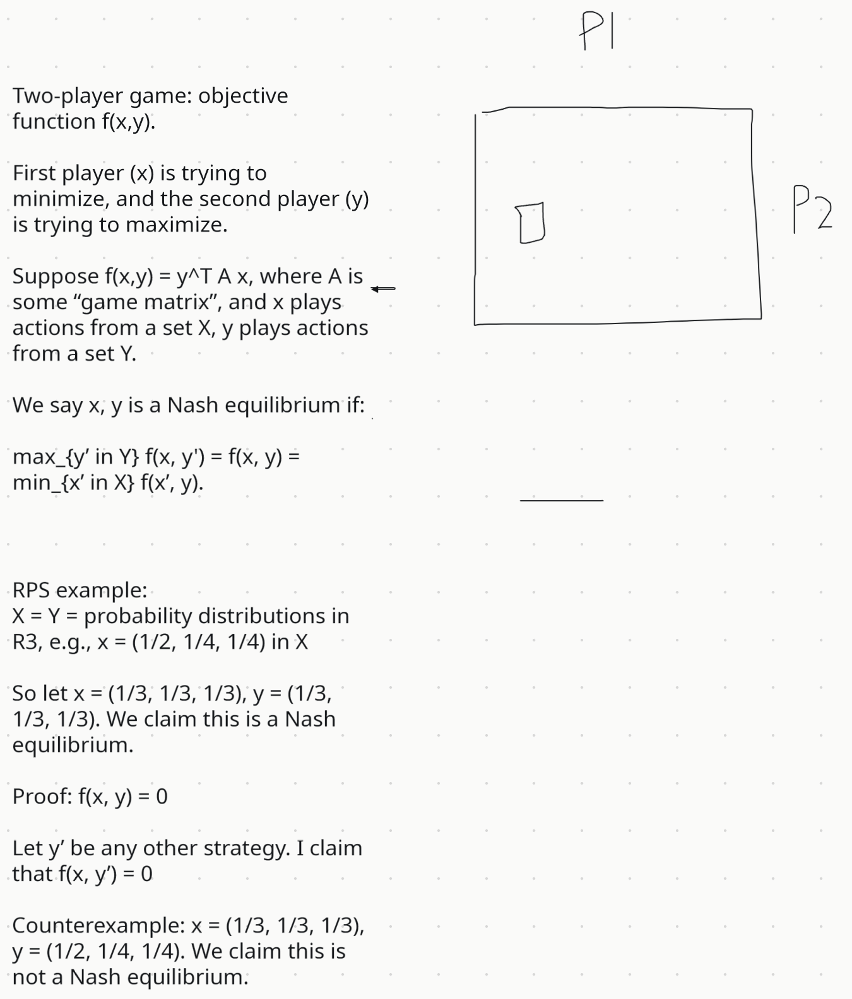 P1
Two-player game: objective
function f(x,y).
First player (x) is trying to
minimize, and the second player (y)
is trying to maximize.
P2
Suppose f(x,y) = y^T A x, where A is
some “game matrix”, and x plays
actions from a set X, y plays actions
from a set Y.
We say x, y is a Nash equilibrium if:
max_{y’ in Y} f(x, y') = f(x, y) =
min_{x’ in X} f(x’, y).
RPS example:
X = Y = probability distributions in
R3, e.g., x = (1/2, 1/4, 1/4) in X
So let x = (1/3, 1/3, 1/3), y = (1/3,
1/3, 1/3). We claim this is a Nash
equilibrium.
Proof: f(x, y) = 0
Let y’ be any other strategy. I claim
that f(x, y’) = 0
Counterexample: x = (1/3, 1/3, 1/3),
y = (1/2, 1/4, 1/4). We claim this is
not a Nash equilibrium.